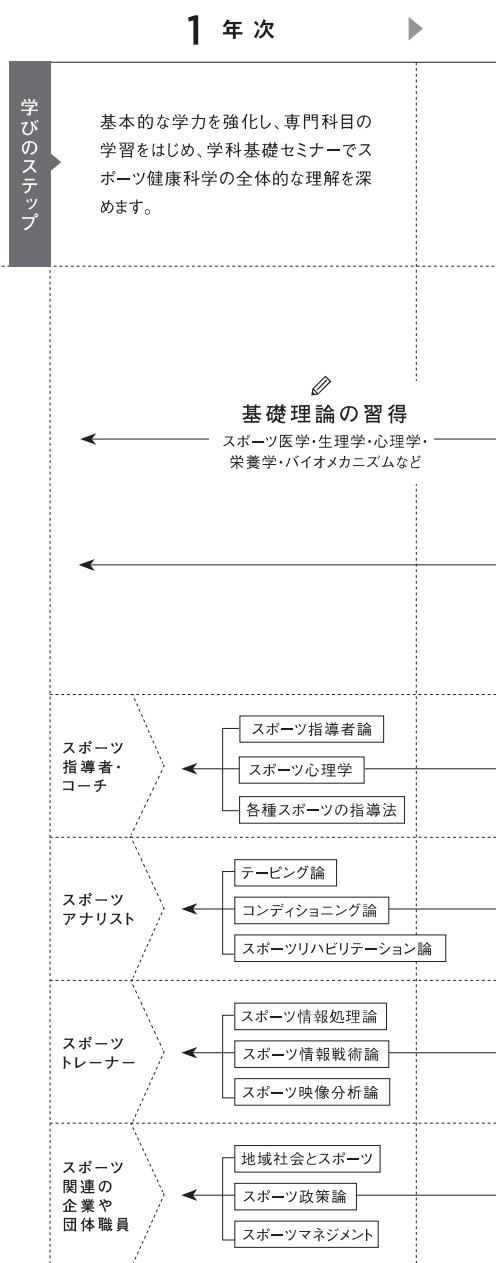 1年次
学びのステップ
基本的な学力を強化し、専門科目の
学習をはじめ、学科基礎セミナーでス
ポーツ健康科学の全体的な理解を深
めます。
基礎理論の習得
スポーツ医学・生理学・心理学・
栄養学・バイオメカニズムなど
スポーツ
指導者・
コーチ
スポーツ指導者論
スポーツ心理学
各種スポーツの指導法
スポーツ
アナリスト
テーピング論
コンディショニング論
スポーツリハビリテーション論
スポーツ
トレーナー
スポーツ情報処理論
スポーツ情報戦術論
スポーツ映像分析論
スポーツ
関連の
企業や
団体職員
地域社会とスポーツ
スポーツ政策論
スポーツマネジメント